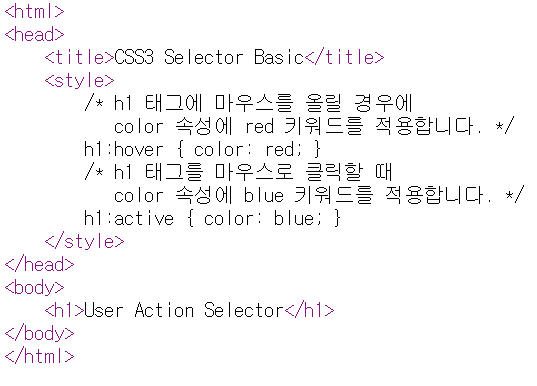 <html>
<head>
<title>CSS3 Selector Basic</title>
<style>
/* h1 태그에 마우스를 올릴 경우에
color 속성에 red 키워드를 적용합니다. */
h1:hover { color: red; }
/* h1 태그를 마우스로 클릭할 때
color 속성에 blue 키워드를 적용합니다. */
h1:active { color: blue; }
</style>
</head>
<body>
<h1>User Action Selector</h1>
</body>
</html>